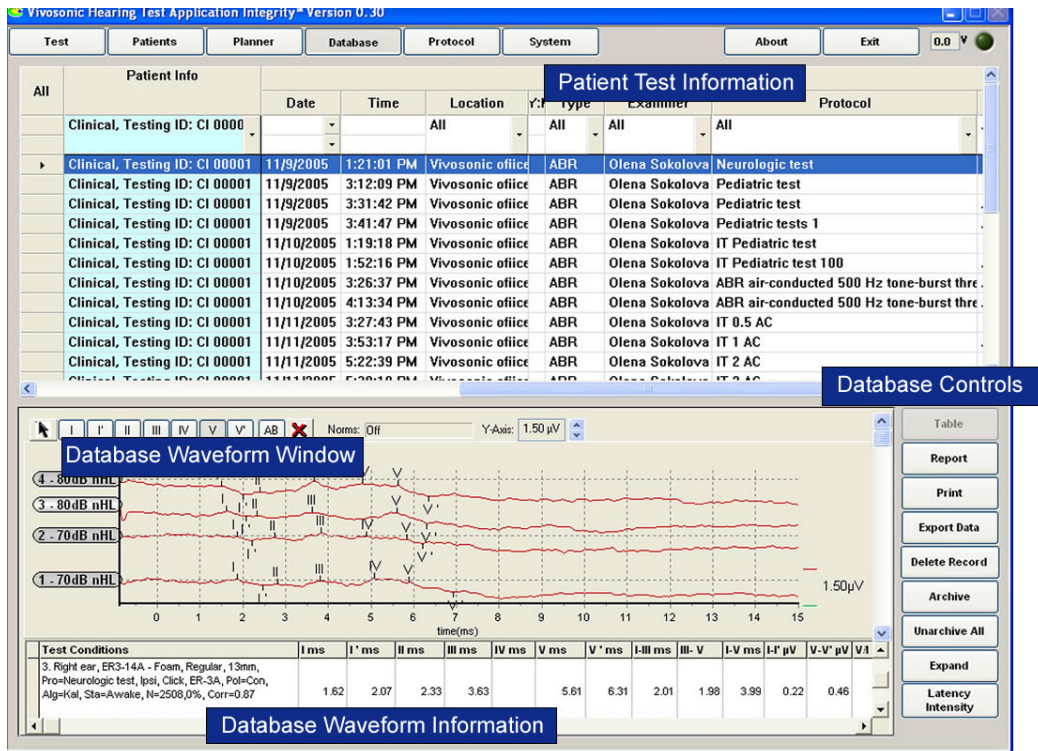 Vivosonic Hearing Test Application Integrity™ Version 0.30
Test Patients Planner Database Protocol System About Exit 0.0 V
Patient Test Information
All Patient Info
Date Time Location Type Examiner Protocol
Clinical, Testing ID: CI 0000 All All All All
Clinical, Testing ID: CI 00001 11/9/2005 1:21:01 PM Vivosonic ofiice ABR Olena Sokolova Neurologic test
Clinical, Testing ID: CI 00001 11/9/2005 3:12:09 PM Vivosonic ofiice ABR Olena Sokolova Pediatric test
Clinical, Testing ID: CI 00001 11/9/2005 3:31:42 PM Vivosonic ofiice ABR Olena Sokolova Pediatric test
Clinical, Testing ID: CI 00001 11/9/2005 3:41:47 PM Vivosonic ofiice ABR Olena Sokolova Pediatric tests 1
Clinical, Testing ID: CI 00001 11/10/2005 1:19:18 PM Vivosonic ofiice ABR Olena Sokolova IT Pediatric test
Clinical, Testing ID: CI 00001 11/10/2005 1:52:16 PM Vivosonic ofiice ABR Olena Sokolova IT Pediatric test 100
Clinical, Testing ID: CI 00001 11/10/2005 3:26:37 PM Vivosonic ofiice ABR Olena Sokolova ABR air-conducted 500 Hz tone-burst thre
Clinical, Testing ID: CI 00001 11/10/2005 4:13:34 PM Vivosonic ofiice ABR Olena Sokolova ABR air-conducted 500 Hz tone-burst thre
Clinical, Testing ID: CI 00001 11/11/2005 3:27:43 PM Vivosonic ofiice ABR Olena Sokolova IT 0.5 AC
Clinical, Testing ID: CI 00001 11/11/2005 3:53:17 PM Vivosonic ofiice ABR Olena Sokolova IT 1 AC
Clinical, Testing ID: CI 00001 11/11/2005 5:22:39 PM Vivosonic ofiice ABR Olena Sokolova IT 2 AC
Database Controls
I I' II III IV V V' AB Norms: Off Y-Axis: 1.50 µV
Database Waveform Window
4 - 80dB nHL II III V V
3 - 80dB nHL I I' II III IV V V'
2 - 70dB nHL I I' II III IV V V'
1 - 70dB nHL I I' II III IV V V'
1.50µV
0 1 2 3 4 5 6 7 8 9 10 11 12 13 14 15
time(ms)
Test Conditions I ms I' ms II ms III ms IV ms V ms V' ms I-III ms III-V I-V ms I-I' µV V-V' µV V/I
3. Right ear, ER3-14A - Foam, Regular, 13mm,
Pro=Neurologic test, Ipsi, Click, ER-3A, Pol=Con,
Alg=Kal, Sta=Awake, N=2508,0%, Corr=0.87
1.62 2.07 2.33 3.63 5.61 6.31 2.01 1.98 3.99 0.22 0.46
Database Waveform Information
Table
Report
Print
Export Data
Delete Record
Archive
Unarchive All
Expand
Latency
Intensity